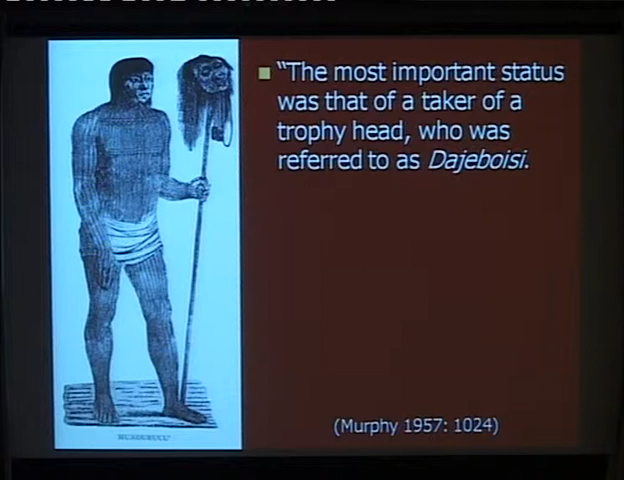 "The most important status
was that of a taker of a
trophy head, who was
referred to as Dajeboisi.
(Murphy 1957: 1024)